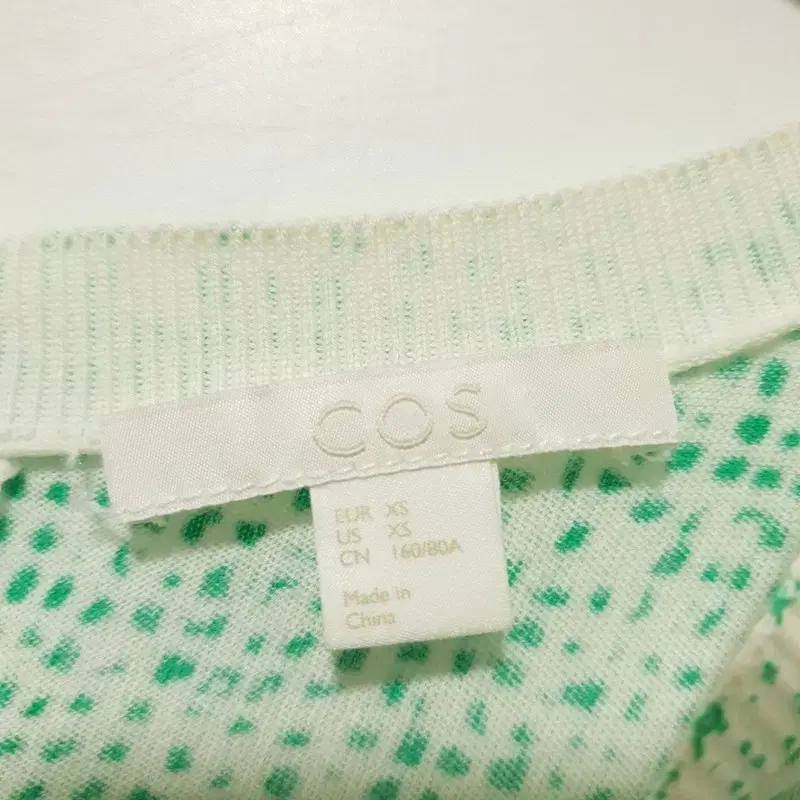 COS
EUR XS
US XS
CN 160/80A
Made in
China